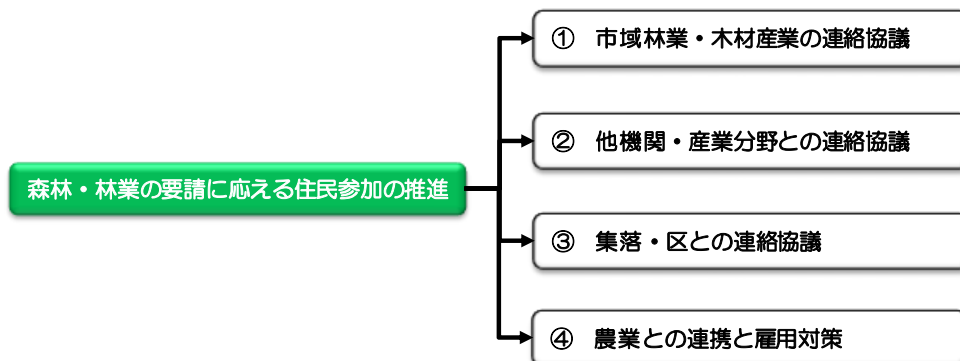 ① 市域林業・木材産業の連絡協議
② 他機関・産業分野との連絡協議
森林・林業の要請に応える住民参加の推進
③ 集落・区との連絡協議
④ 農業との連携と雇用対策